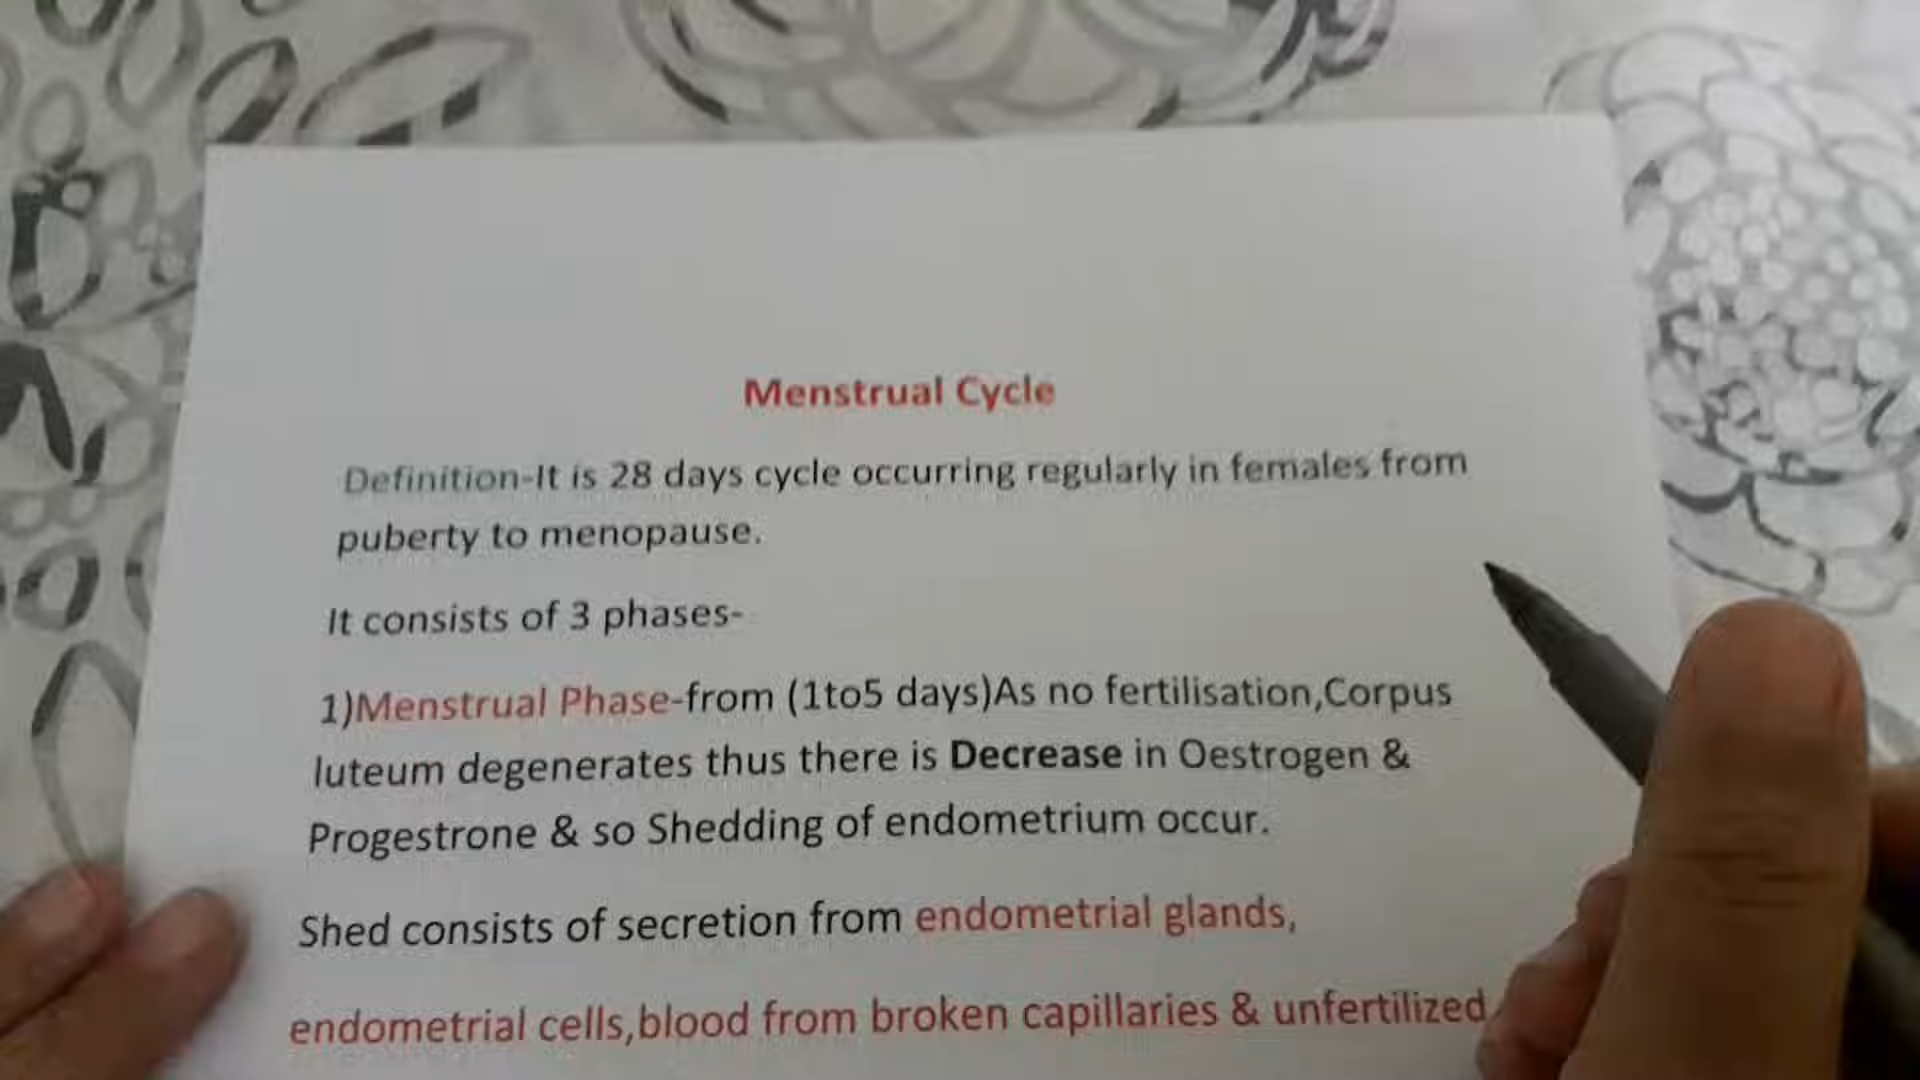 Menstrual Cycle
Definition-It is 28 days cycle occurring regularly in females from
puberty to menopause.
It consists of 3 phases-
1)Menstrual Phase-from (1to5 days)As no fertilisation,Corpus
luteum degenerates thus there is Decrease in Oestrogen &
Progestrone & so Shedding of endometrium occur.
Shed consists of secretion from endometrial glands,
endometrial cells,blood from broken capillaries & unfertilized